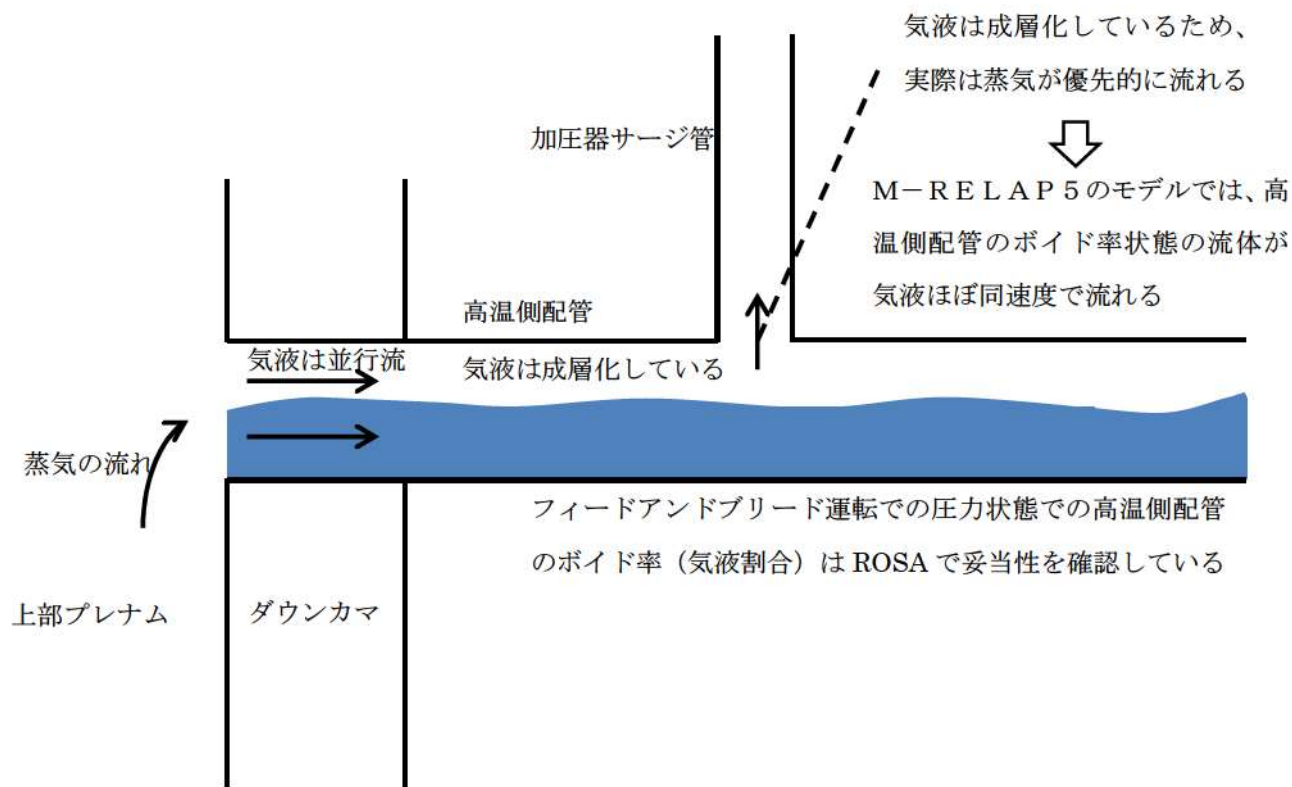 気液は成層化しているため、
実際は蒸気が優先的に流れる
加圧器サージ管
M-RELAP5のモデルでは、高
温側配管のボイド率状態の流体が
気液ほぼ同速度で流れる
高温側配管
気液は並行流
気液は成層化している
蒸気の流れ
フィードアンドブリード運転での圧力状態での高温側配管
のボイド率（気液割合）は ROSA で妥当性を確認している
上部プレナム
ダウンカマ